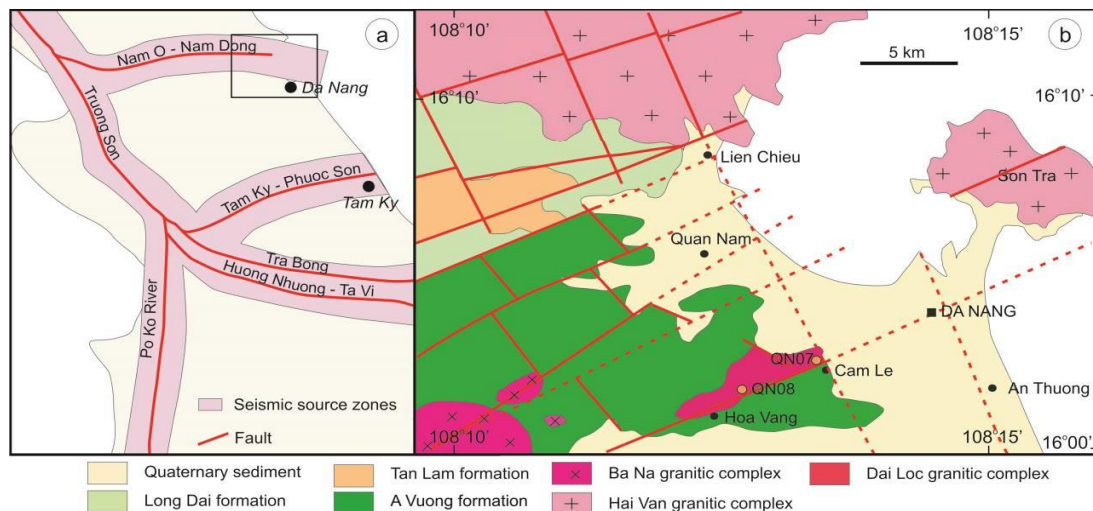 a
Nam O - Nam Dong
Da Nang
Truong Son
Tam Ky - Phuoc Son
Tam Ky
Tra Bong
Huong Nhuong - Ta Vi
Po Ko River
Seismic source zones
Fault
108°10'
108°15'
b
5 km
16°10'
16°10'
Lien Chieu
Son Tra
Quan Nam
DA NANG
QN07
Cam Le
QN08
An Thuong
Hoa Vang
108°10'
108°15'
16°00'
Quaternary sediment
Tan Lam formation
Ba Na granitic complex
Dai Loc granitic complex
Long Dai formation
A Vuong formation
Hai Van granitic complex